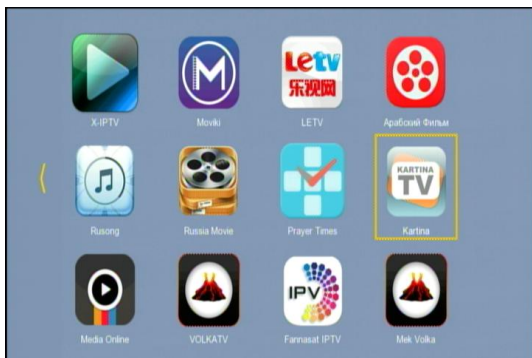 X-IPTV
Moviki
Letv
乐视网
LETV
Арабский Фильм
Rusong
Russia Movie
Prayer Times
KARTINA
TV
Kartina
Media Online
VOLKATV
IPV
Fannasat IPTV
Mek Volka